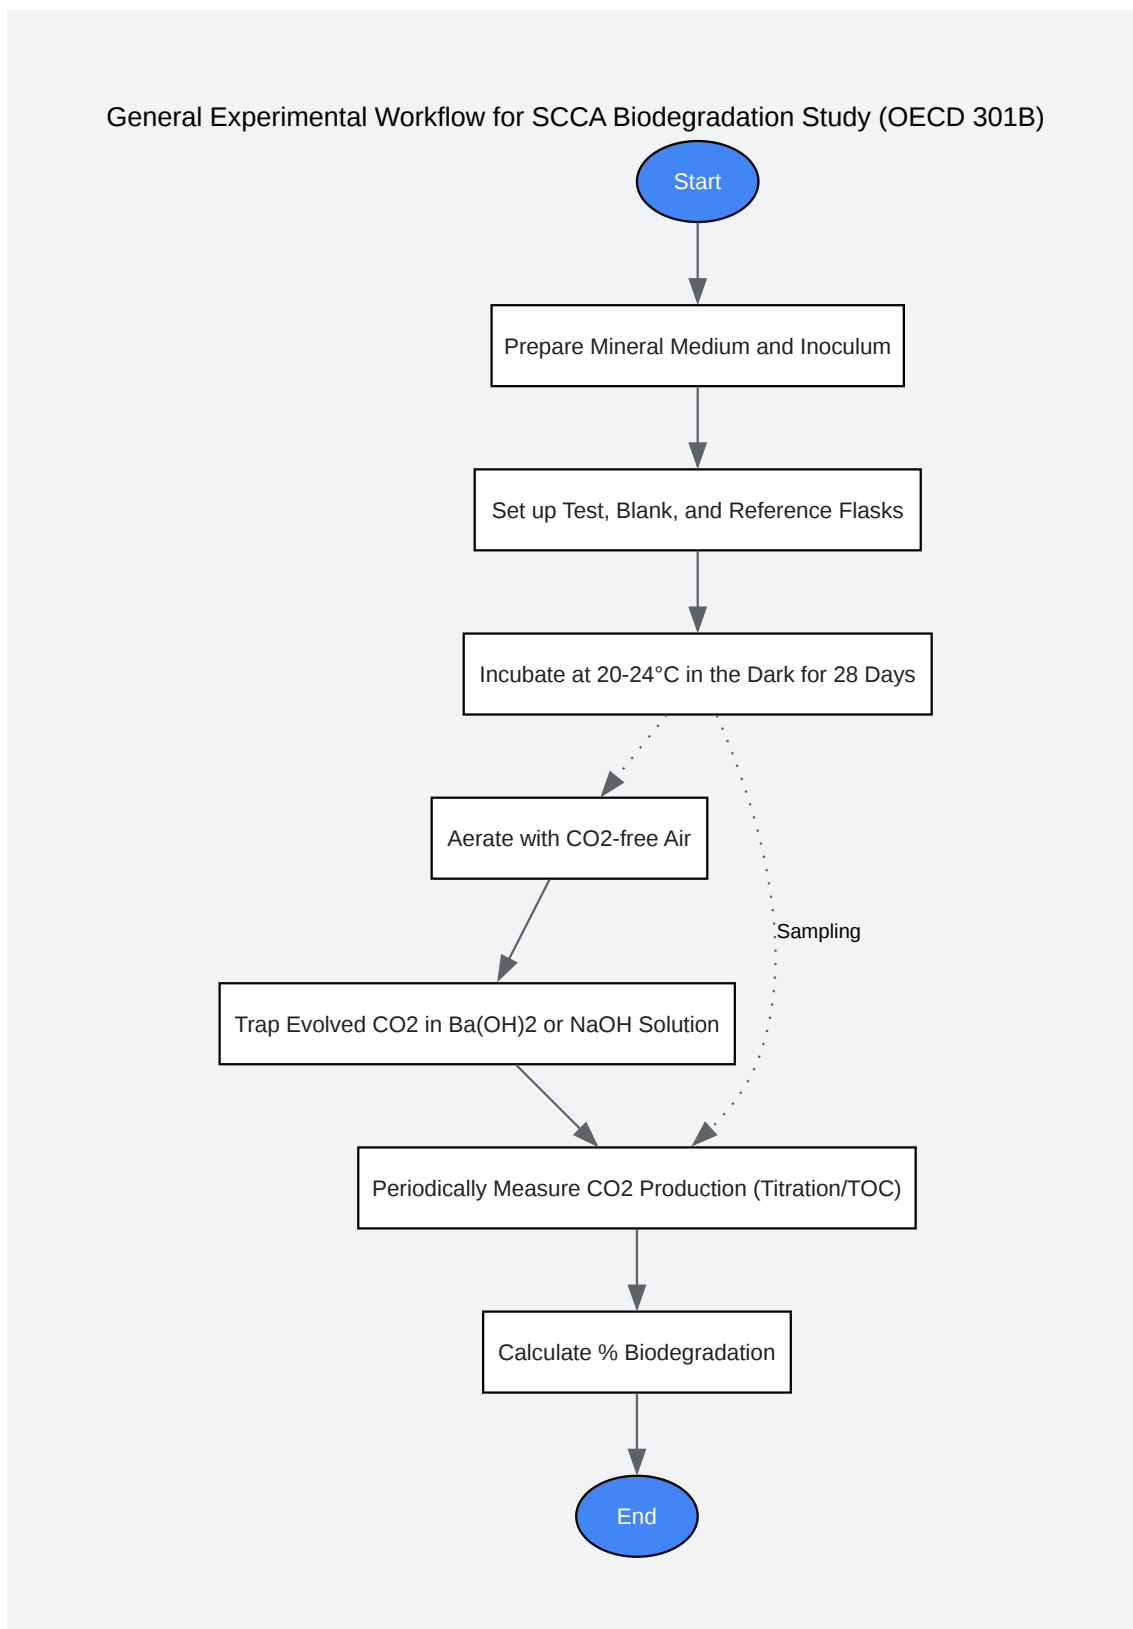 General Experimental Workflow for SCCA Biodegradation Study (OECD 301B)
Start
Prepare Mineral Medium and Inoculum
Set up Test, Blank, and Reference Flasks
Incubate at 20-24°C in the Dark for 28 Days
Aerate with CO2-free Air
Sampling
Trap Evolved CO2 in Ba(OH)2 or NaOH Solution
Periodically Measure CO2 Production (Titration/TOC)
Calculate % Biodegradation
End